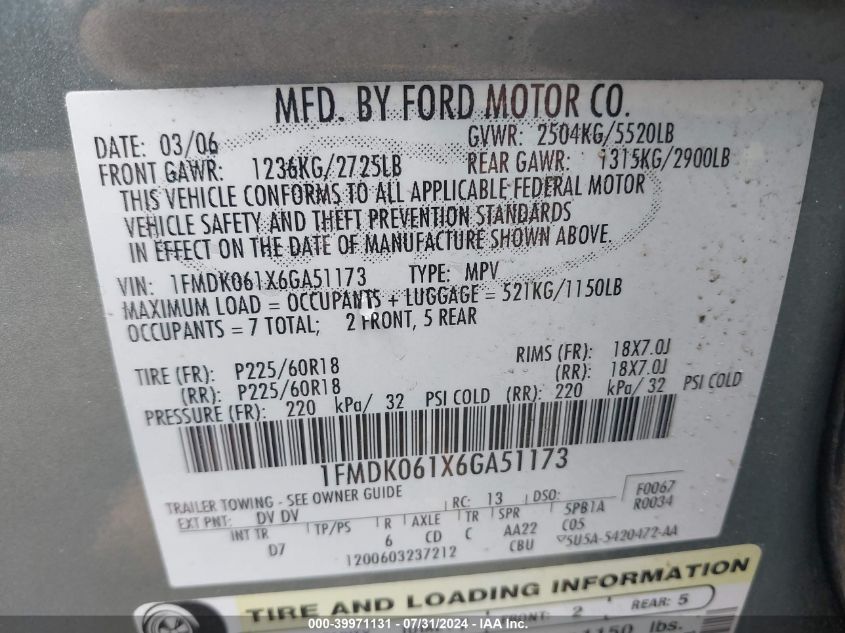 MFD. BY FORD MOTOR CO.
DATE: 03/06 GVWR: 2504KG/5520LB
FRONT GAWR: 1236KG/2725LB REAR GAWR: 1315KG/2900LB
THIS VEHICLE CONFORMS TO ALL APPLICABLE FEDERAL MOTOR
VEHICLE SAFETY AND THEFT PREVENTION STANDARDS
IN EFFECT ON THE DATE OF MANUFACTURE SHOWN ABOVE.
VIN: 1FMDK061X6GA51173 TYPE: MPV
MAXIMUM LOAD = OCCUPANTS + LUGGAGE = 521KG/1150LB
OCCUPANTS = 7 TOTAL; 2 FRONT, 5 REAR
TIRE (FR): P225/60R18 RIMS (FR): 18X7.0J
(RR): P225/60R18 (RR): 18X7.0J
PRESSURE (FR): 220 kPa/ 32 PSI COLD (RR): 220 kPa/ 32 PSI COLD
1FMDK061X6GA51173
TRAILER TOWING - SEE OWNER GUIDE
EXT PNT: DV DV RC: 13 DSO: F0067
INT TR TP/PS R AXLE TR SPR SPB1A R0034
D7 6 CD C AA22 C05
1200603237212 CBU 5U5A-5420472-AA
TIRE AND LOADING INFORMATION
FRONT: 2 REAR: 5
1150 lbs.
000-39971131 - 07/31/2024 - IAA Inc.